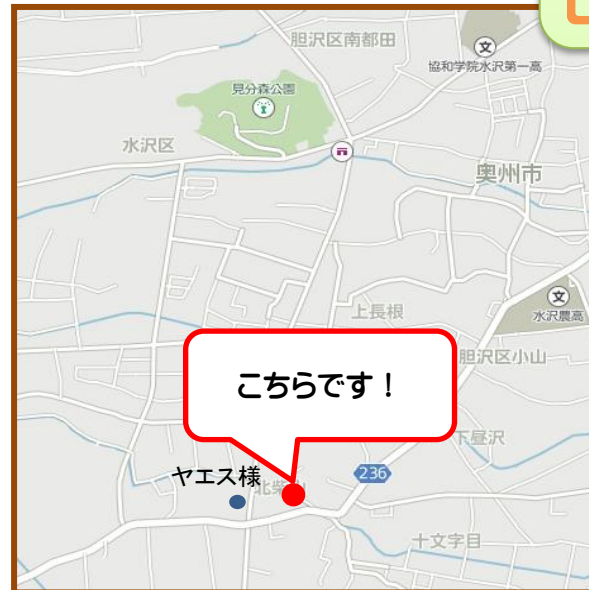 胆沢区南都田
協和学院水沢第一高
見分森公園
水沢区
奥州市
水沢農高
上長根
胆沢区小山
こちらです！
下昼沢
ヤエス様
236
十文字目